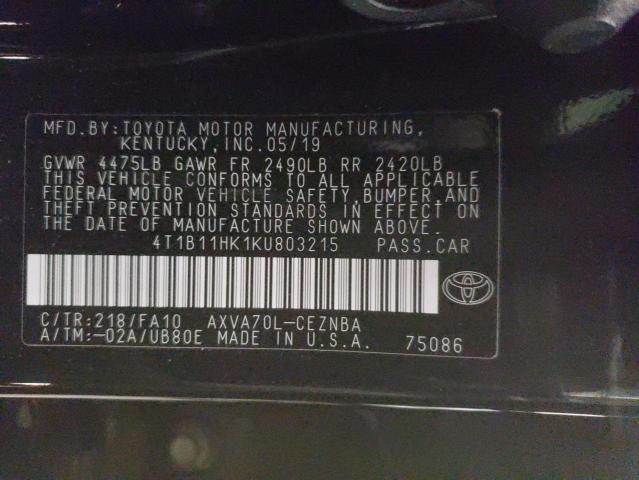 MFD.BY:TOYOTA MOTOR MANUFACTURING,
KENTUCKY,INC.05/19
GVWR 4475LB GAWR FR 2490LB RR 2420LB
THIS VEHICLE CONFORMS TO ALL APPLICABLE
FEDERAL MOTOR VEHICLE SAFETY,BUMPER,AND
THEFT PREVENTION STANDARDS IN EFFECT ON
THE DATE OF MANUFACTURE SHOWN ABOVE.
4T1B11HK1KU803215 PASS.CAR
C/TR:218/FA10 AXVA70L-CEZNBA
A/TM:-02A/UB80E MADE IN U.S.A. 75086